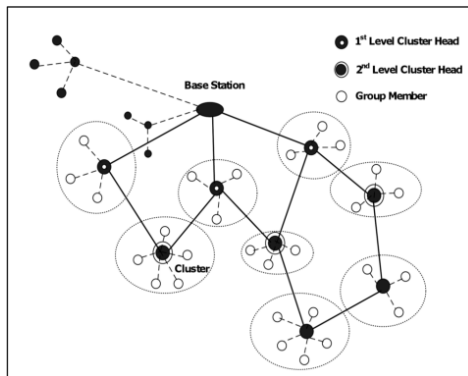 1st Level Cluster Head
2nd Level Cluster Head
Group Member
Base Station
Cluster